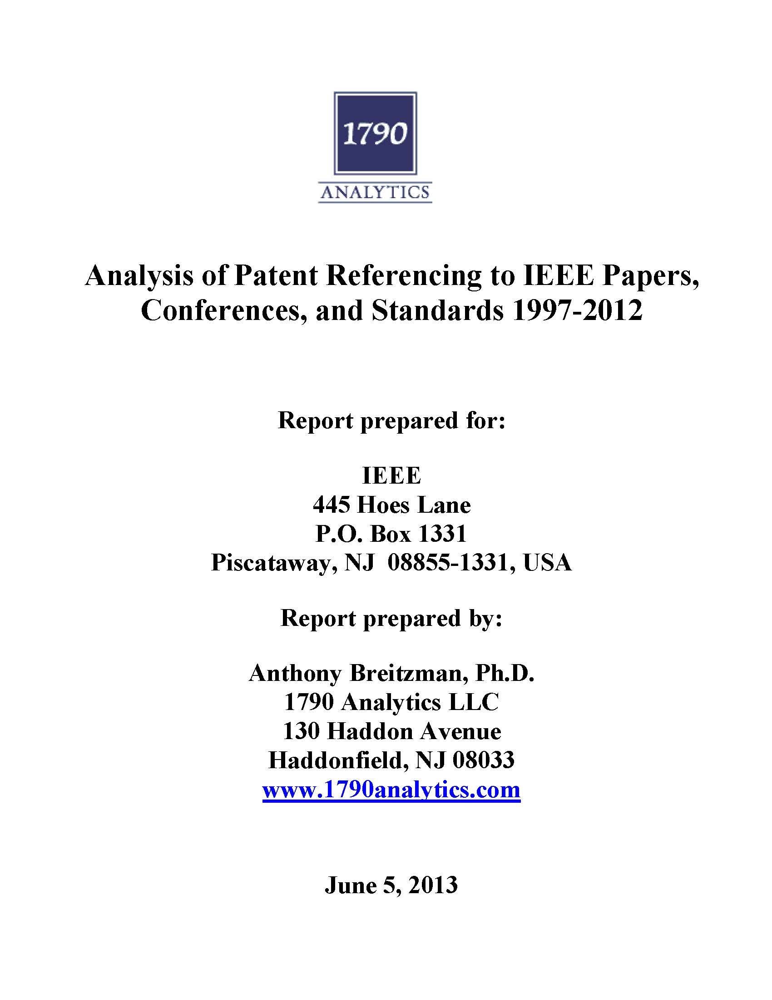 1790
ANALYTICS
Analysis of Patent Referencing to IEEE Papers,
Conferences, and Standards 1997-2012
Report prepared for:
IEEE
445 Hoes Lane
P.O. Box 1331
Piscataway, NJ  08855-1331, USA
Report prepared by:
Anthony Breitzman, Ph.D.
1790 Analytics LLC
130 Haddon Avenue
Haddonfield, NJ 08033
www.1790analytics.com
June 5, 2013